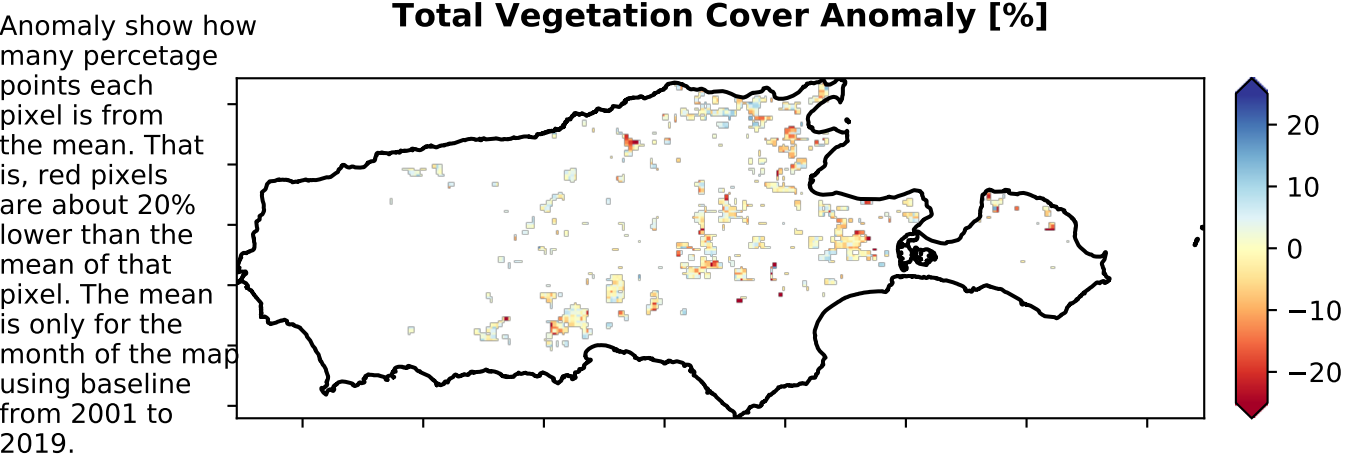 Total Vegetation Cover Anomaly [%]
Anomaly show how
many percetage
points each
pixel is from
the mean. That
is, red pixels
are about 20%
lower than the
mean of that
pixel. The mean
is only for the
month of the map
using baseline
from 2001 to
2019.
20
10
0
−10
−20